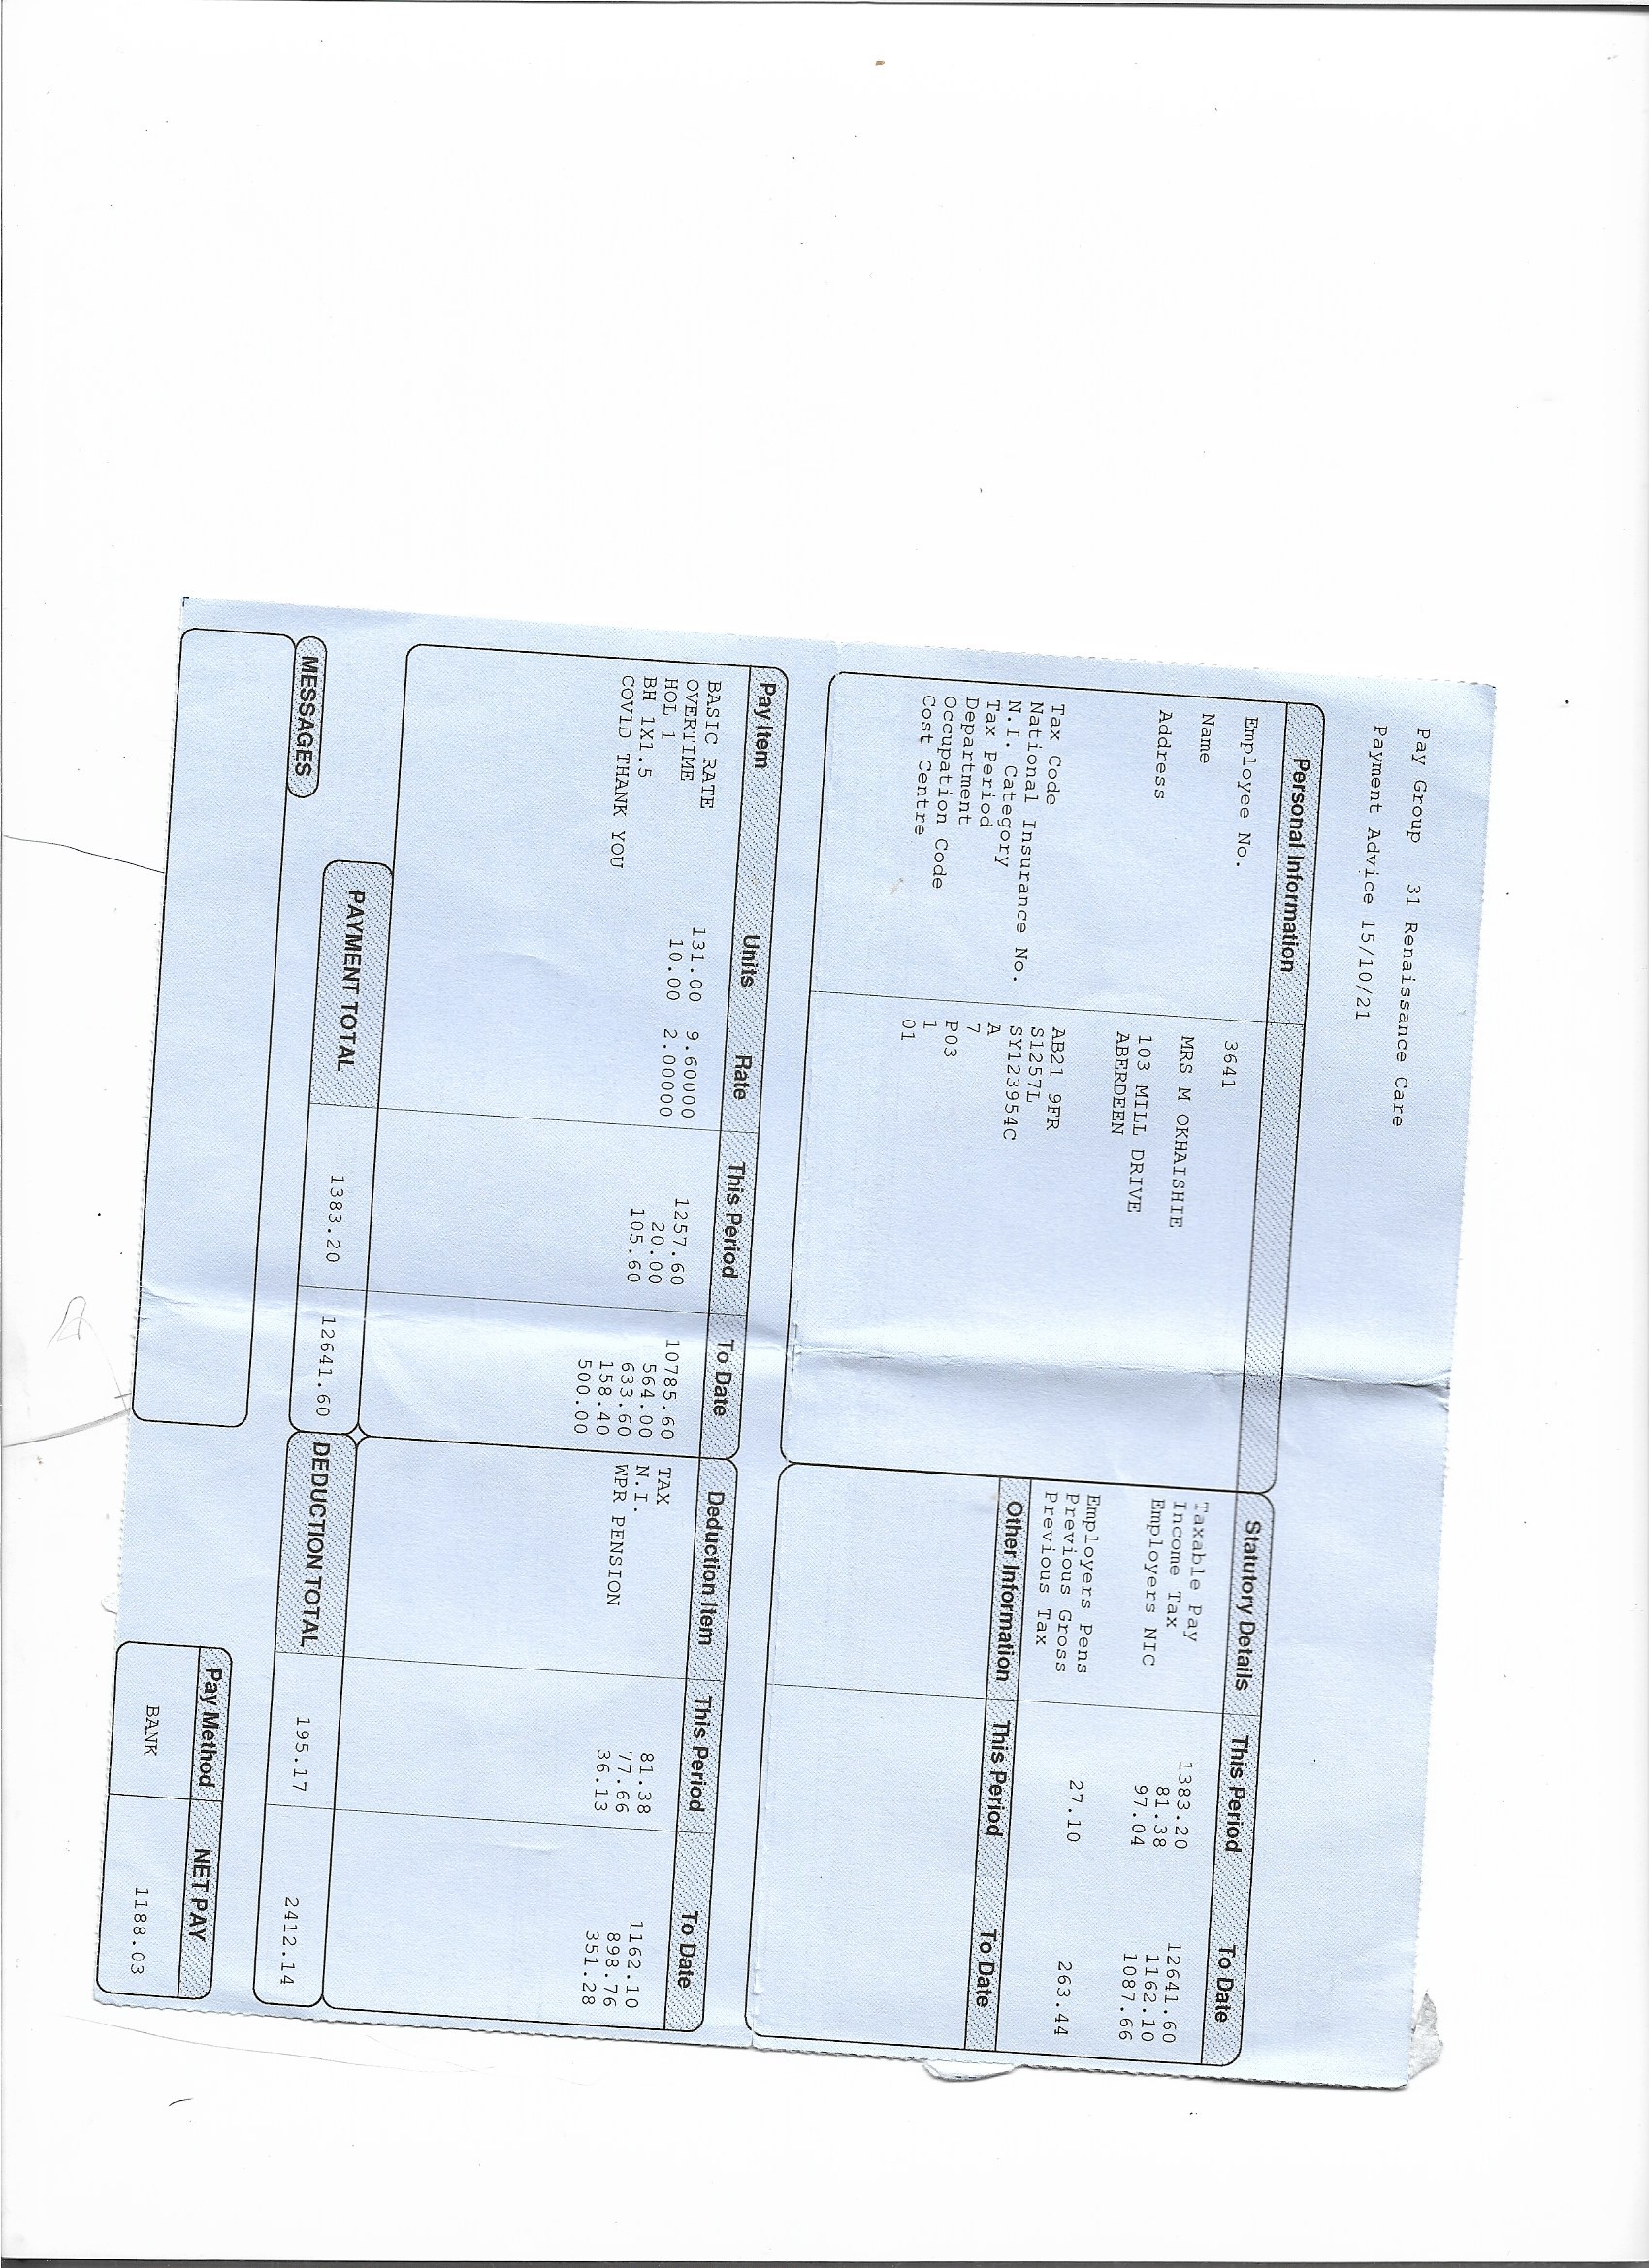 Pay Group 31 Renaissance Care
Payment Advice 15/10/21
Personal Information
Employee No. 3641
Name MRS M OKHAISHIE
Address 103 MILL DRIVE
ABERDEEN
AB21 9FR
Tax Code S1257L
National Insurance No. SY123954C
N.I. Category A
Tax Period 7
Department P03
Occupation Code 1
Cost Centre 01
Statutory Details This Period To Date
Taxable Pay 1383.20 12641.60
Income Tax 81.38 1162.10
Employers NIC 97.04 1087.66
Employers Pens 27.10 263.44
Previous Gross
Previous Tax
Other Information This Period To Date
Pay Item Units Rate This Period To Date
BASIC RATE 131.00 9.60000 1257.60 10785.60
OVERTIME 10.00 2.00000 20.00 564.00
HOL 1 105.60 633.60
BH 1X1.5 158.40
COVID THANK YOU 500.00
PAYMENT TOTAL 1383.20 12641.60
Deduction Item This Period To Date
TAX 81.38 1162.10
N.I. 77.66 898.76
WPR PENSION 36.13 351.28
DEDUCTION TOTAL 195.17 2412.14
MESSAGES
Pay Method NET PAY
BANK 1188.03